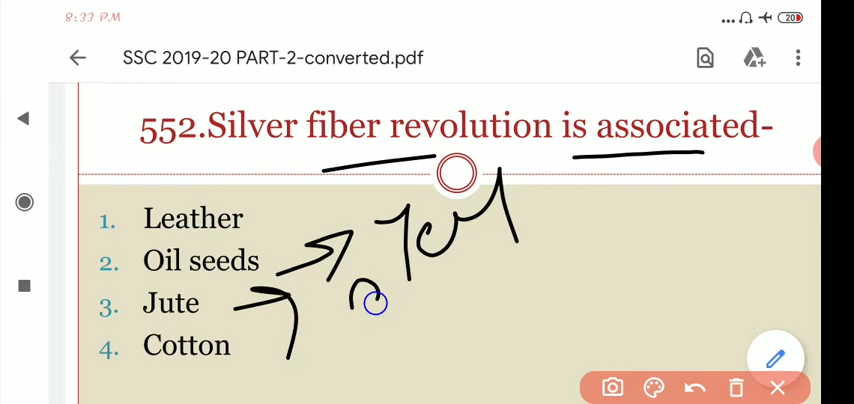 8:33 PM
20
SSC 2019-20 PART-2-converted.pdf
552.Silver fiber revolution is associated-
1. Leather
2. Oil seeds
3. Jute
4. Cotton